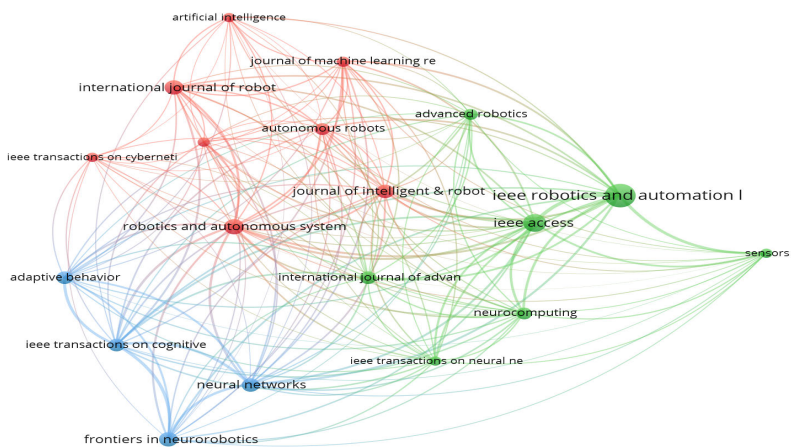 artificial intelligence
journal of machine learning re
international journal of robot
advanced robotics
autonomous robots
ieee transactions on cyberneti
journal of intelligent & robot
ieee robotics and automation l
ieee access
robotics and autonomous system
sensors
adaptive behavior
international journal of advan
neurocomputing
ieee transactions on cognitive
ieee transactions on neural ne
neural networks
frontiers in neurorobotics